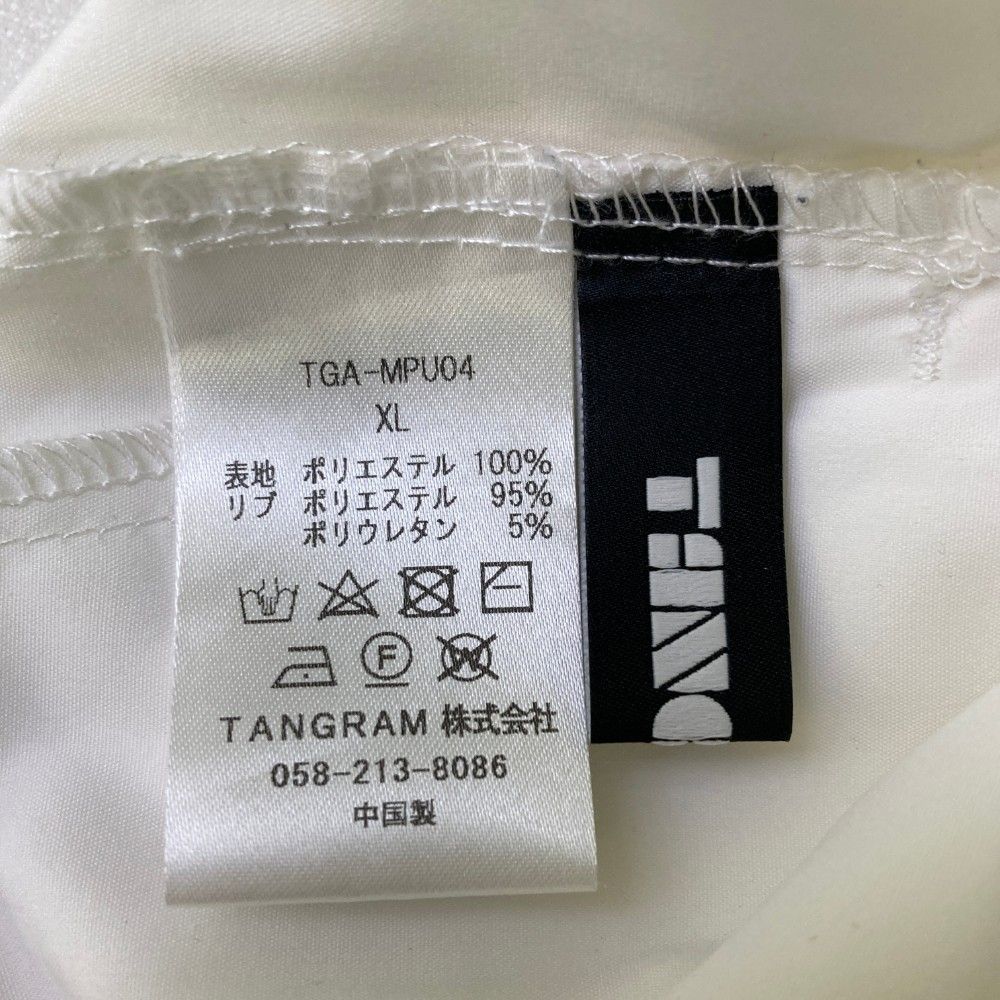 TGA-MPU04
XL
表地 ポリエステル 100%
リブ ポリエステル 95%
ポリウレタン 5%
F
W
TANGRAM 株式会社
058-213-8086
中国製